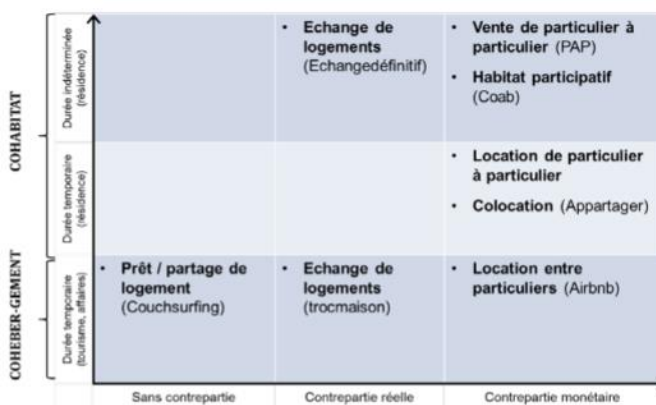 COHABITAT
Durée indéterminée
(résidence)
• Echange de
logements
(Echangedéfinitif)
• Vente de particulier à
particulier (PAP)
• Habitat participatif
(Coab)
Durée temporaire
(résidence)
• Location de particulier
à particulier
• Colocation (Appartager)
COHEBER-GEMENT
Durée temporaire
(tourisme, affaires)
• Prêt / partage de
logement
(Couchsurfing)
• Echange de
logements
(trocmaison)
• Location entre
particuliers (Airbnb)
Sans contrepartie
Contrepartie réelle
Contrepartie monétaire